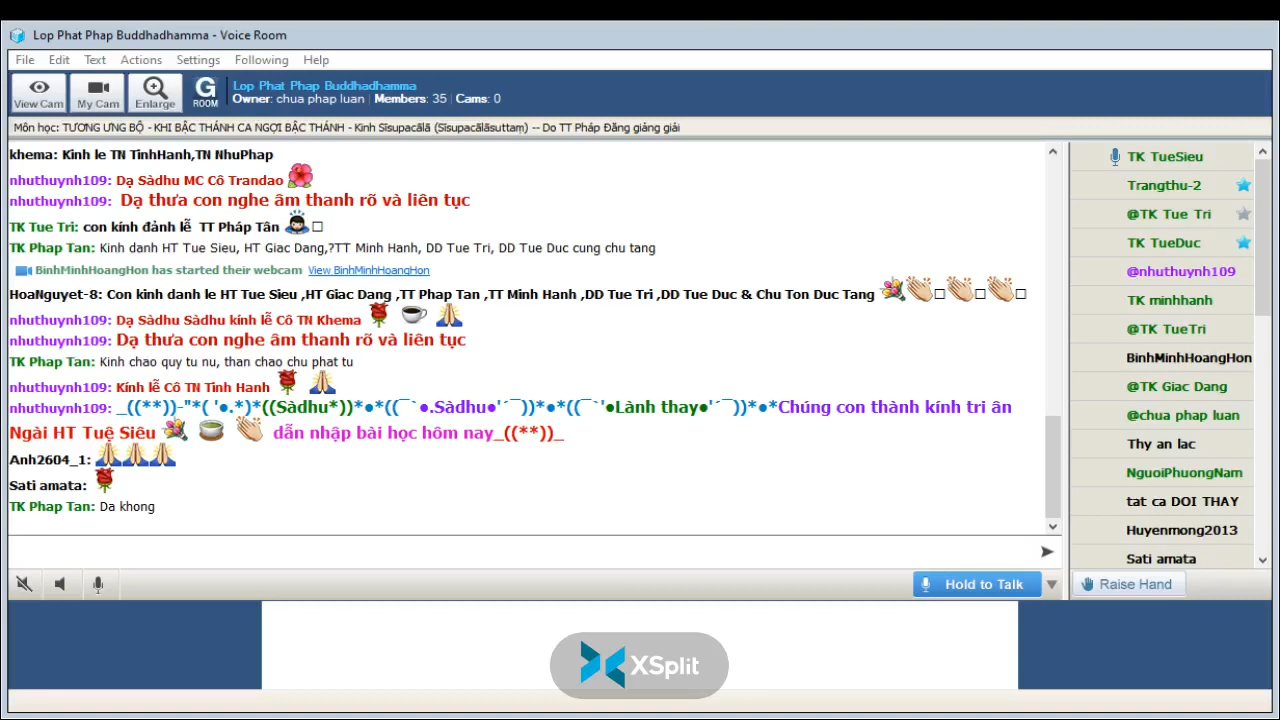 Lop Phat Phap Buddhadhamma - Voice Room
File Edit Text Actions Settings Following Help
View Cam My Cam Enlarge G ROOM
Lop Phat Phap Buddhadhamma
Owner: chua phap luan | Members: 35 | Cams: 0
Môn học: TƯƠNG ƯNG BỘ - KHI BẬC THÁNH CA NGỢI BẬC THÁNH - Kinh Sīsupacālā (Sīsupacālāsuttaṃ) -- Do TT Pháp Đăng giảng giải
khema: Kinh le TN TinhHanh,TN NhuPhap
nhuthuynh109: Dạ Sàdhu MC Cô Trandao
nhuthuynh109: Dạ thưa con nghe âm thanh rõ và liên tục
TK Tue Tri: con kính đảnh lễ TT Pháp Tân
TK Phap Tan: Kinh danh HT Tue Sieu, HT Giac Dang,?TT Minh Hanh, DD Tue Tri, DD Tue Duc cung chu tang
BinhMinhHoangHon has started their webcam View BinhMinhHoangHon
HoaNguyet-8: Con kinh danh le HT Tue Sieu ,HT Giac Dang ,TT Phap Tan ,TT Minh Hanh ,DD Tue Tri ,DD Tue Duc & Chu Ton Duc Tang
nhuthuynh109: Dạ Sàdhu Sàdhu kính lễ Cô TN Khema
nhuthuynh109: Dạ thưa con nghe âm thanh rõ và liên tục
TK Phap Tan: Kinh chao quy tu nu, than chao chu phat tu
nhuthuynh109: Kính lễ Cô TN Tinh Hanh
nhuthuynh109: _((**))-"*( '●.*)*((Sàdhu*))*●*((¯`●.Sàdhu●'´¯))*●*((¯`'●Lành thay●'´¯))*●*Chúng con thành kính tri ân
Ngài HT Tuệ Siêu dẫn nhập bài học hôm nay_((**))_
Anh2604_1:
Sati amata:
TK Phap Tan: Da khong
Hold to Talk
TK TueSieu
Trangthu-2
@TK Tue Tri
TK TueDuc
@nhuthuynh109
TK minhhanh
@TK TueTri
BinhMinhHoangHon
@TK Giac Dang
@chua phap luan
Thy an lac
NguoiPhuongNam
tat ca DOI THAY
Huyenmong2013
Sati amata
Raise Hand
XSplit